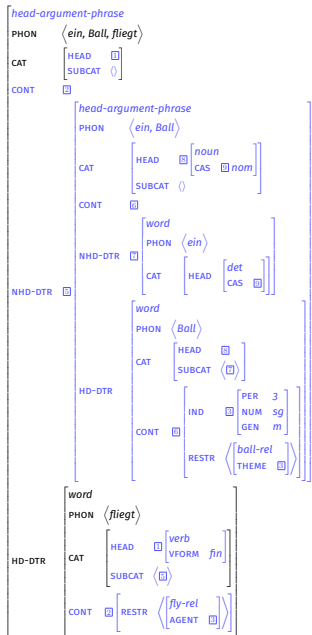 head-argument-phrase
PHON ⟨ein, Ball, fliegt⟩
CAT [HEAD 1
SUBCAT ⟨⟩]
CONT 2
head-argument-phrase
PHON ⟨ein, Ball⟩
noun
HEAD 8 [CAS 9 nom]
CAT
SUBCAT ⟨⟩
CONT 6
word
PHON ⟨ein⟩
NHD-DTR 7
det
CAT [HEAD [CAS 9]]
NHD-DTR 5
word
PHON ⟨Ball⟩
HEAD 8
CAT
SUBCAT ⟨7⟩
HD-DTR
PER 3
IND 3 [NUM sg
GEN m]
CONT 6
ball-rel
RESTR ⟨[THEME 3]⟩
word
PHON ⟨fliegt⟩
verb
HEAD 1 [VFORM fin]
CAT
HD-DTR
SUBCAT ⟨5⟩
fly-rel
CONT 2 [RESTR ⟨[AGENT 3]⟩]